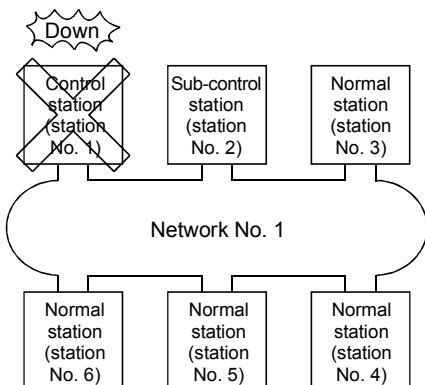 Down
Control
station
(station
No. 1)
Sub-control
station
(station
No. 2)
Normal
station
(station
No. 3)
Network No. 1
Normal
station
(station
No. 6)
Normal
station
(station
No. 5)
Normal
station
(station
No. 4)